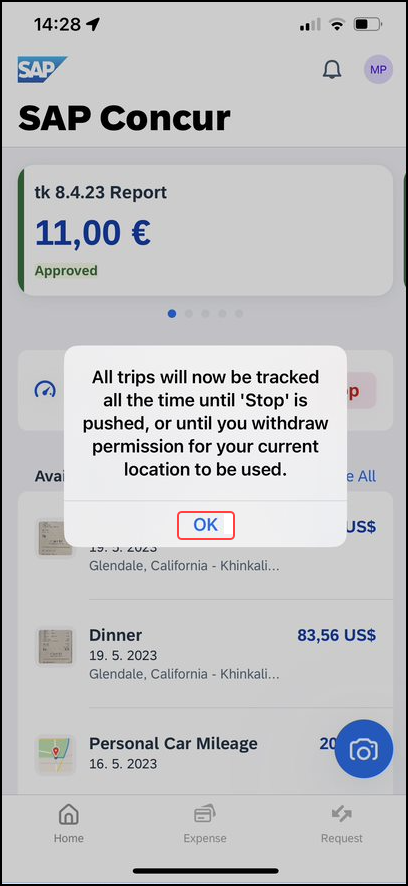 14:28
SAP
MP
SAP Concur
tk 8.4.23 Report
11,00 €
Approved
All trips will now be tracked
all the time until 'Stop' is
pushed, or until you withdraw
permission for your current
location to be used.
OK
US$
19. 5. 2023
Glendale, California - Khinkali...
Dinner
83,56 US$
19. 5. 2023
Glendale, California - Khinkali...
Personal Car Mileage
16. 5. 2023
Home
Expense
Request